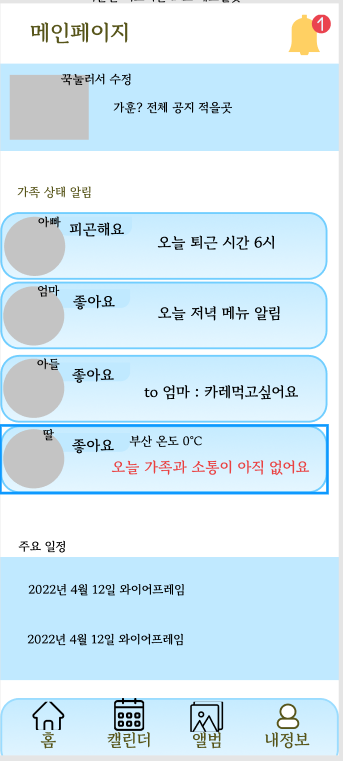 메인페이지
1
꾹눌러서 수정
가훈? 전체 공지 적을곳
가족 상태 알림
아빠
피곤해요
오늘 퇴근 시간 6시
엄마
좋아요
오늘 저녁 메뉴 알림
아들
좋아요
to 엄마 : 카레먹고싶어요
딸
좋아요
부산 온도 0℃
오늘 가족과 소통이 아직 없어요
주요 일정
2022년 4월 12일 와이어프레임
2022년 4월 12일 와이어프레임
홈 캘린더 앨범 내정보